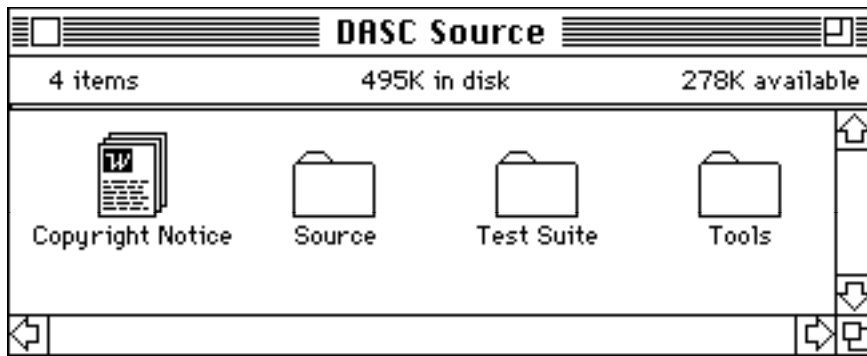 DASC Source
4 items 495K in disk 278K available
W
Copyright Notice Source Test Suite Tools